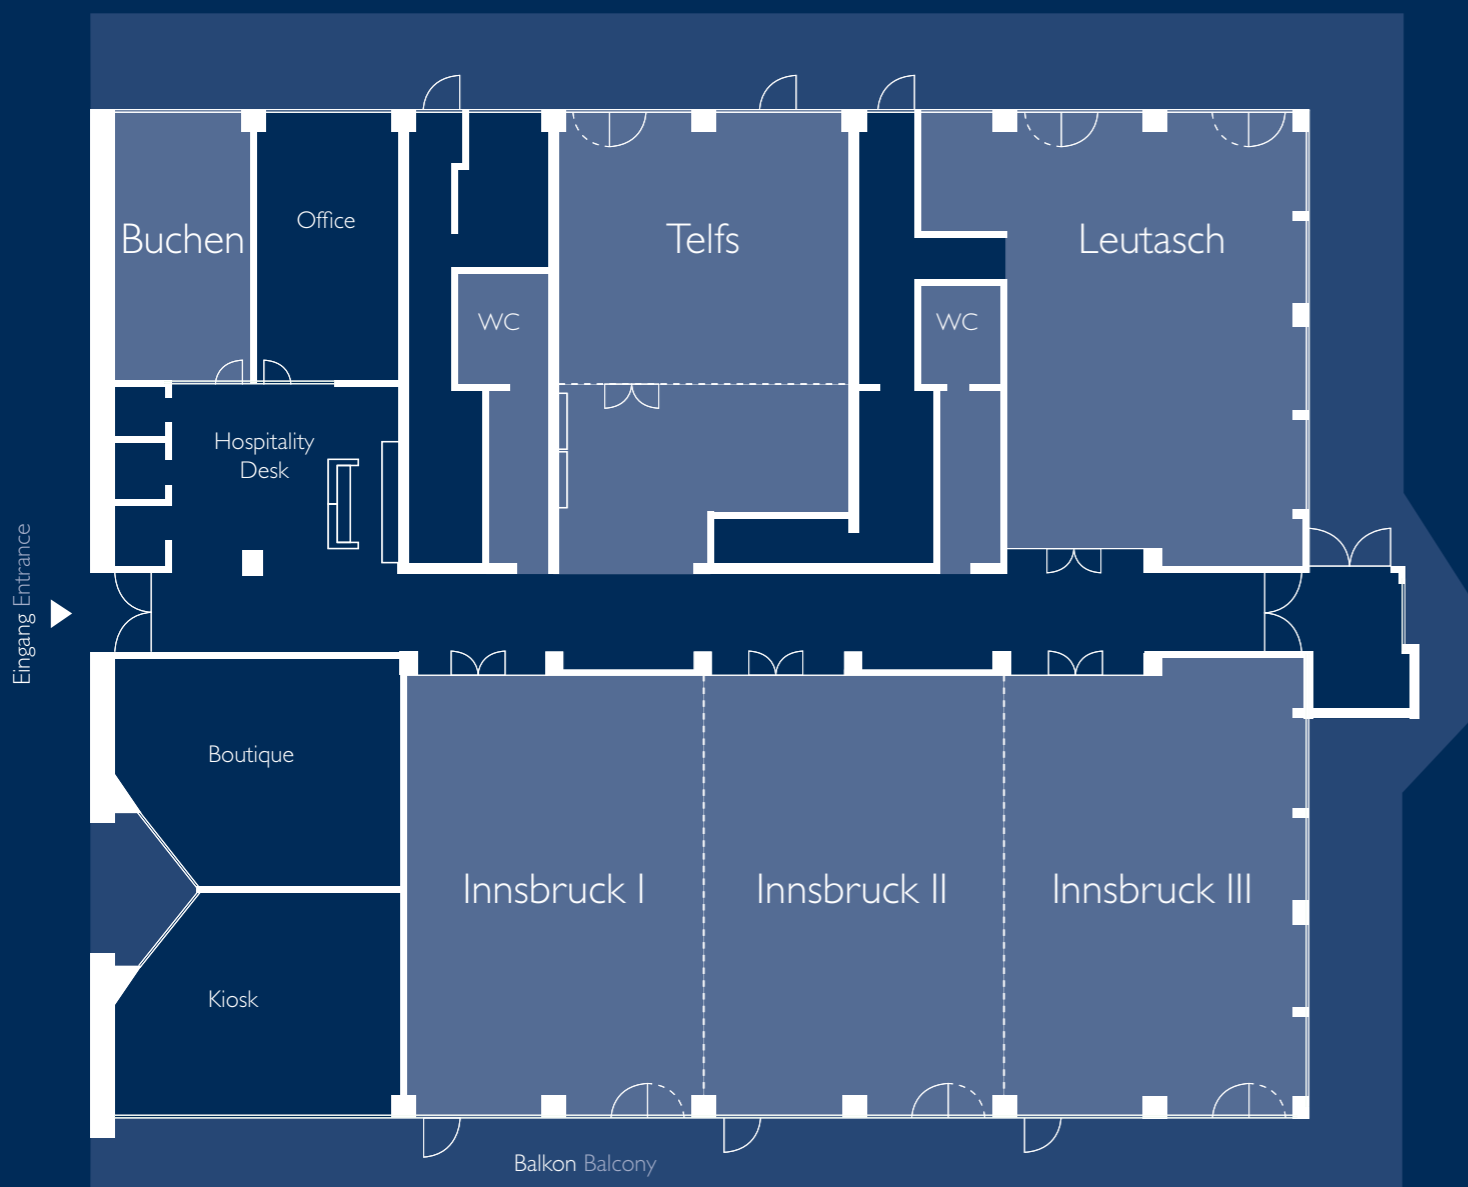 Buchen
Office
Telfs
Leutasch
WC
WC
Hospitality
Desk
Eingang Entrance
Boutique
Innsbruck I
Innsbruck II
Innsbruck III
Kiosk
Balkon Balcony